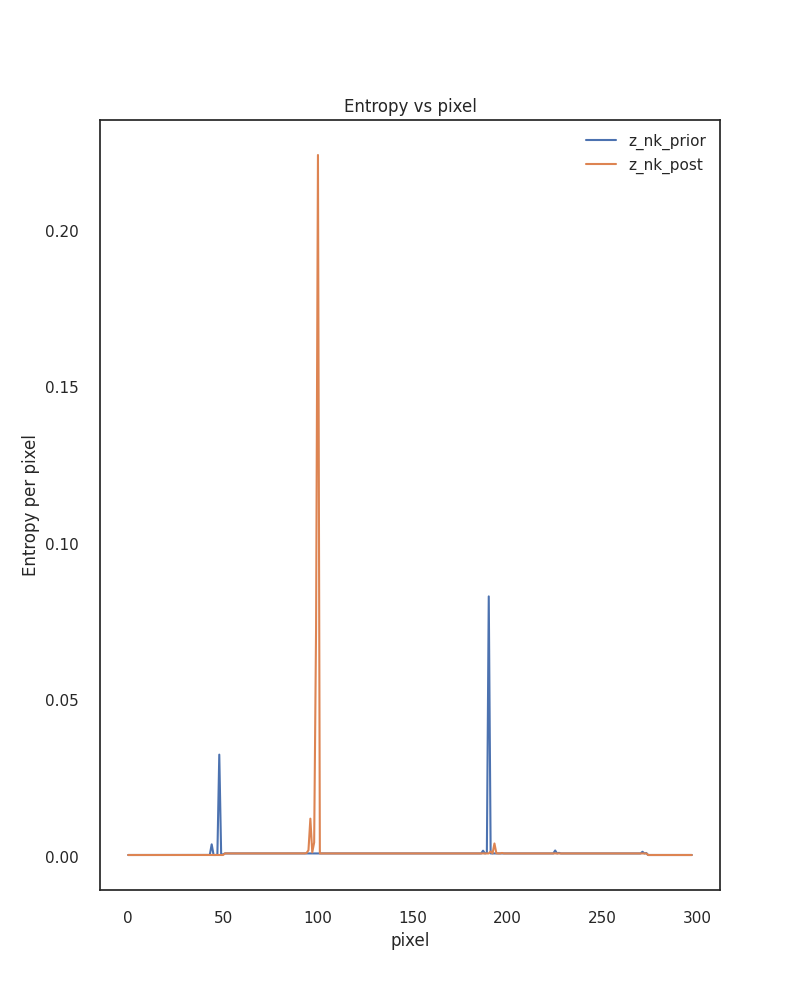 Entropy vs pixel
z_nk_prior
z_nk_post
Entropy per pixel
0.20
0.15
0.10
0.05
0.00
0 50 100 150 200 250 300
pixel